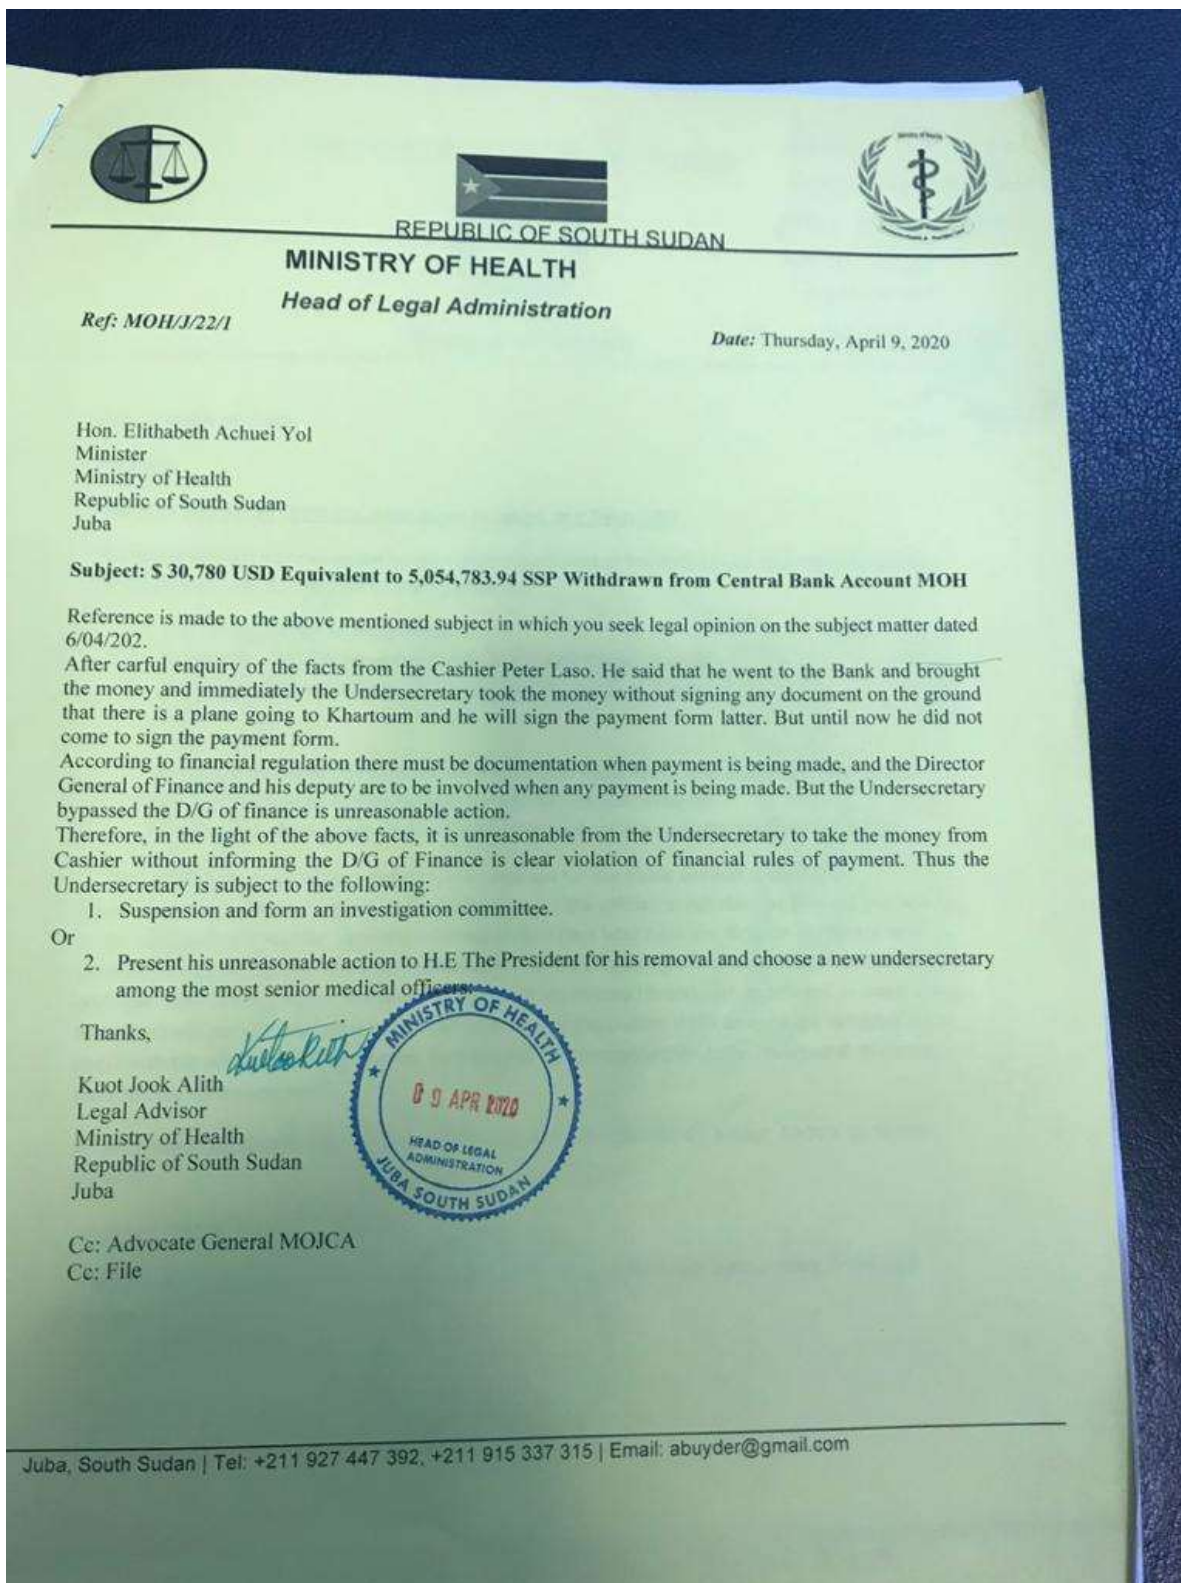 Ministry of Health
REPUBLIC OF SOUTH SUDAN
MINISTRY OF HEALTH
Head of Legal Administration
Ref: MOH/J/22/1
Date: Thursday, April 9, 2020
Hon. Elithabeth Achuei Yol
Minister
Ministry of Health
Republic of South Sudan
Juba
Subject: $ 30,780 USD Equivalent to 5,054,783.94 SSP Withdrawn from Central Bank Account MOH
Reference is made to the above mentioned subject in which you seek legal opinion on the subject matter dated
6/04/202.
After carful enquiry of the facts from the Cashier Peter Laso. He said that he went to the Bank and brought
the money and immediately the Undersecretary took the money without signing any document on the ground
that there is a plane going to Khartoum and he will sign the payment form latter. But until now he did not
come to sign the payment form.
According to financial regulation there must be documentation when payment is being made, and the Director
General of Finance and his deputy are to be involved when any payment is being made. But the Undersecretary
bypassed the D/G of finance is unreasonable action.
Therefore, in the light of the above facts, it is unreasonable from the Undersecretary to take the money from
Cashier without informing the D/G of Finance is clear violation of financial rules of payment. Thus the
Undersecretary is subject to the following:
1. Suspension and form an investigation committee.
Or
2. Present his unreasonable action to H.E The President for his removal and choose a new undersecretary
among the most senior medical officers.
Thanks,
Kuot Jook Alith
Legal Advisor
Ministry of Health
Republic of South Sudan
Juba
MINISTRY OF HEALTH
09 APR 2020
HEAD OF LEGAL
ADMINISTRATION
JUBA SOUTH SUDAN
Cc: Advocate General MOJCA
Cc: File
Juba, South Sudan | Tel: +211 927 447 392, +211 915 337 315 | Email: abuyder@gmail.com